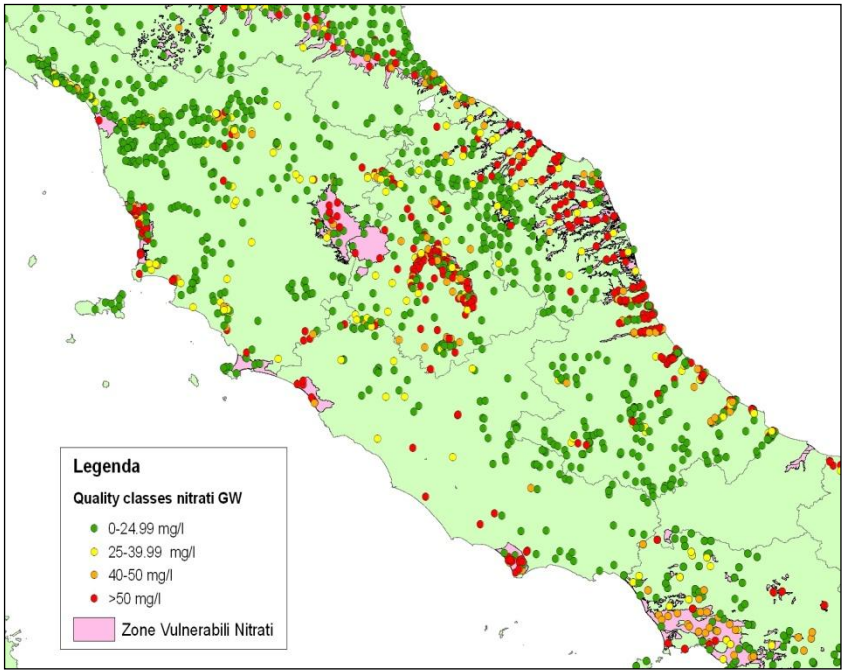 Legenda
Quality classes nitrati GW
0-24.99 mg/l
25-39.99 mg/l
40-50 mg/l
>50 mg/l
Zone Vulnerabili Nitrati